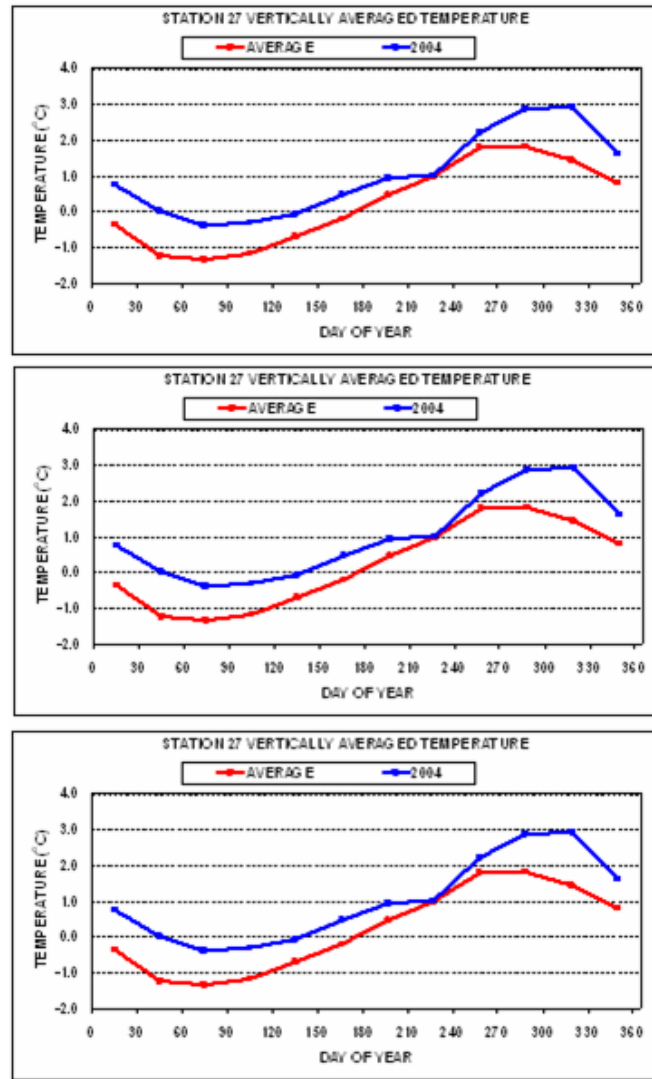 STATION 27 VERTICALLY AVERAGED TEMPERATURE
AVERAGE 2004
4.0
3.0
2.0
1.0
0.0
-1.0
-2.0
TEMPERATURE (°C)
0 30 60 90 120 150 180 210 240 270 300 330 360
DAY OF YEAR
STATION 27 VERTICALLY AVERAGED TEMPERATURE
AVERAGE 2004
4.0
3.0
2.0
1.0
0.0
-1.0
-2.0
TEMPERATURE (°C)
0 30 60 90 120 150 180 210 240 270 300 330 360
DAY OF YEAR
STATION 27 VERTICALLY AVERAGED TEMPERATURE
AVERAGE 2004
4.0
3.0
2.0
1.0
0.0
-1.0
-2.0
TEMPERATURE (°C)
0 30 60 90 120 150 180 210 240 270 300 330 360
DAY OF YEAR